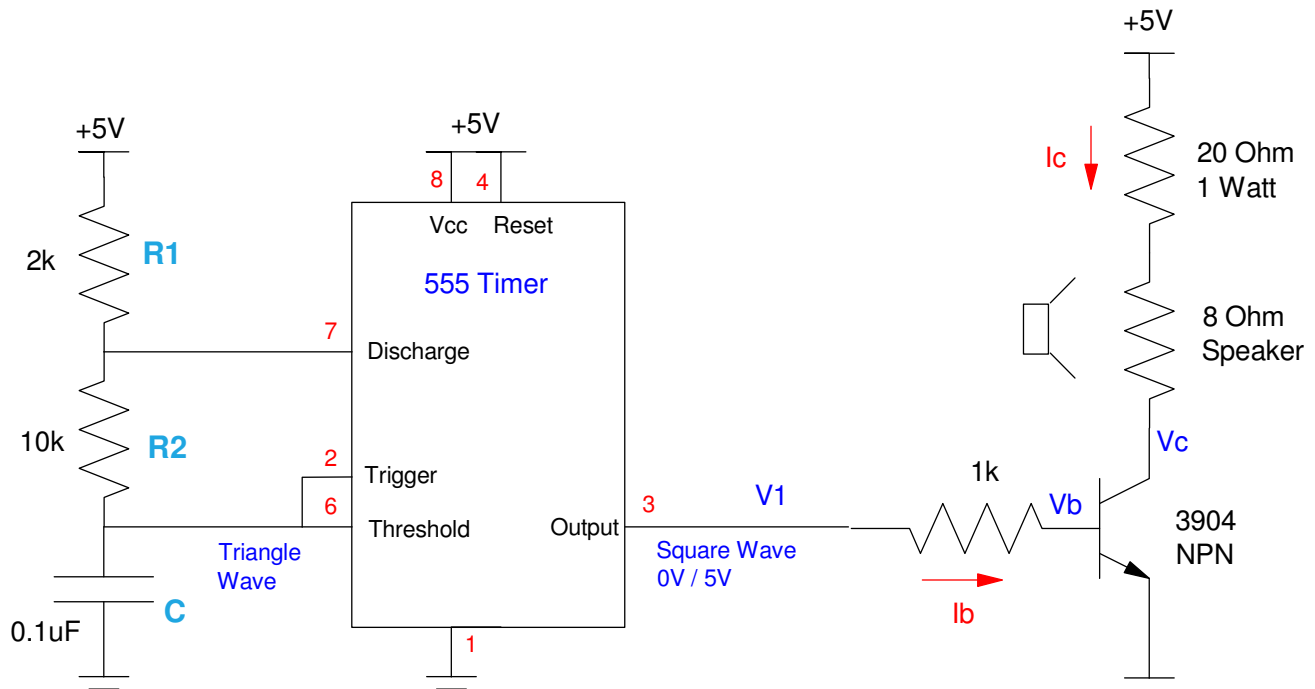 +5V
+5V
+5V
8
4
Vcc
Reset
555 Timer
2k
R1
7
Discharge
10k
R2
2
Trigger
6
Threshold
Triangle
Wave
0.1uF
C
1
Output
3
V1
Square Wave
0V / 5V
1k
Ib
Vb
Vc
Ic
20 Ohm
1 Watt
8 Ohm
Speaker
3904
NPN